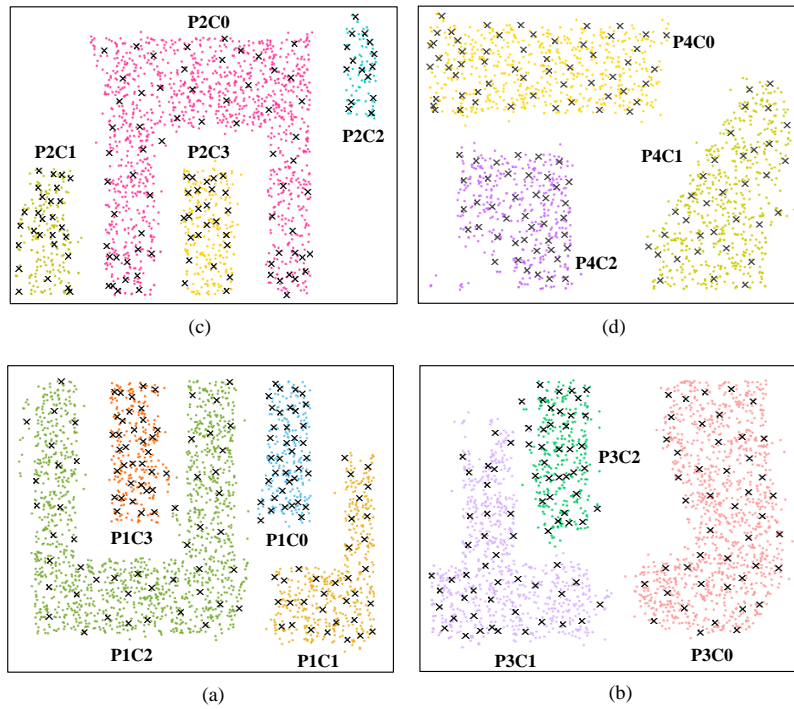 P2C0
P2C2
P2C1
P2C3
(c)
P4C0
P4C1
P4C2
(d)
P1C3
P1C0
P1C2
P1C1
(a)
P3C2
P3C1
P3C0
(b)